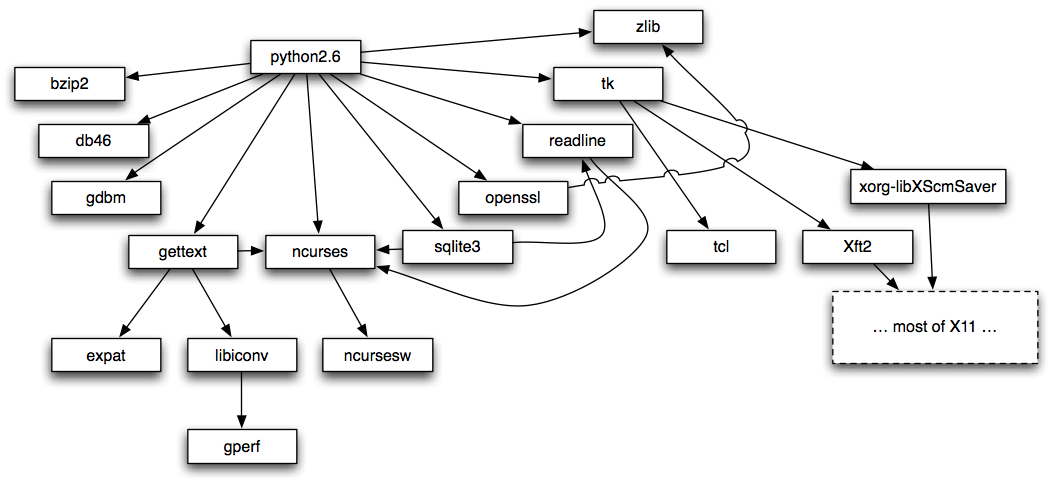 zlib
python2.6
bzip2
tk
db46
readline
gdbm
openssl
xorg-libXScmSaver
gettext
ncurses
sqlite3
tcl
Xft2
... most of X11 ...
expat
libiconv
ncursesw
gperf